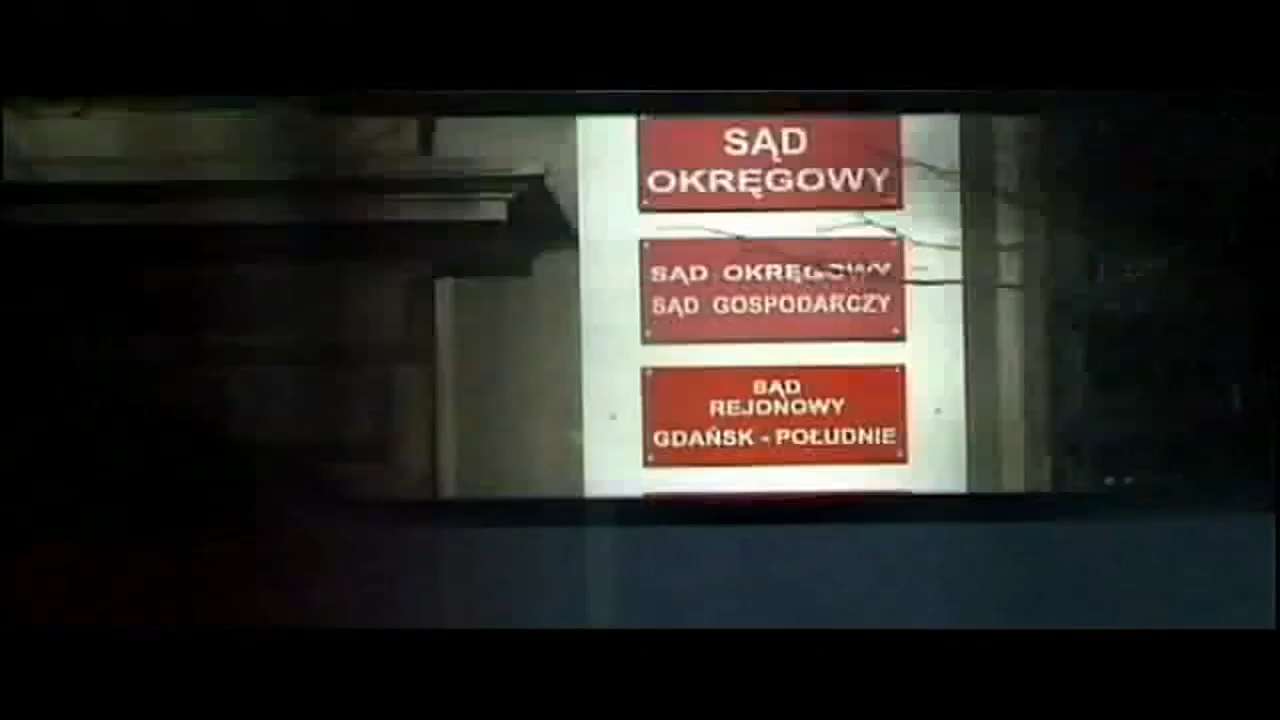 SĄD
OKRĘGOWY
SĄD OKRĘGOWY
SĄD GOSPODARCZY
SĄD
REJONOWY
GDAŃSK - POŁUDNIE